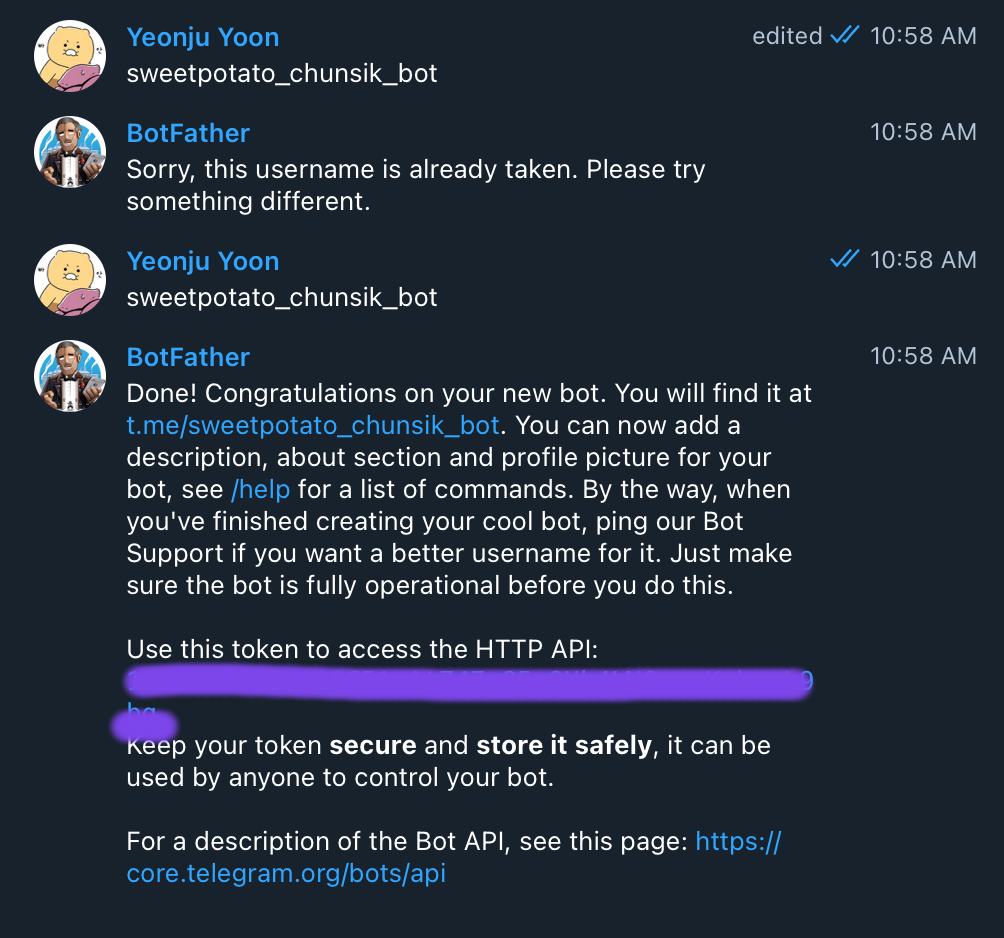 Yeonju Yoon edited 10:58 AM
sweetpotato_chunsik_bot
BotFather 10:58 AM
Sorry, this username is already taken. Please try
something different.
Yeonju Yoon 10:58 AM
sweetpotato_chunsik_bot
BotFather 10:58 AM
Done! Congratulations on your new bot. You will find it at
t.me/sweetpotato_chunsik_bot. You can now add a
description, about section and profile picture for your
bot, see /help for a list of commands. By the way, when
you've finished creating your cool bot, ping our Bot
Support if you want a better username for it. Just make
sure the bot is fully operational before you do this.
Use this token to access the HTTP API:
Keep your token secure and store it safely, it can be
used by anyone to control your bot.
For a description of the Bot API, see this page: https://
core.telegram.org/bots/api